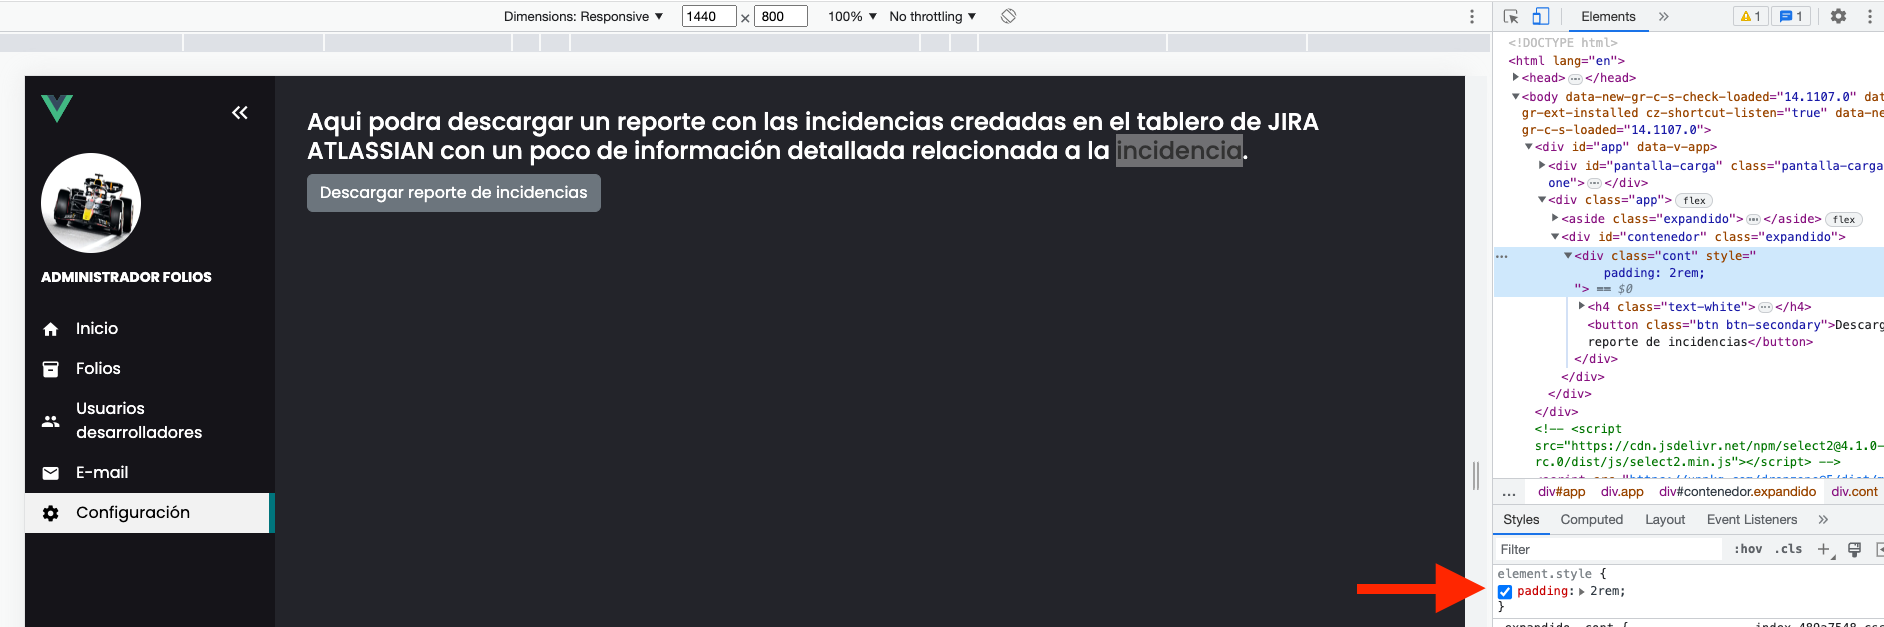 Dimensions: Responsive ▼ 1440 × 800 100% ▼ No throttling ▼
Elements » 1 1
Aqui podra descargar un reporte con las incidencias credadas en el tablero de JIRA
ATLASSIAN con un poco de información detallada relacionada a la incidencia.
Descargar reporte de incidencias
ADMINISTRADOR FOLIOS
Inicio
Folios
Usuarios
desarrolladores
E-mail
Configuración
<!DOCTYPE html>
<html lang="en">
▶<head>…</head>
▼<body data-new-gr-c-s-check-loaded="14.1107.0" dat
gr-ext-installed cz-shortcut-listen="true" data-ne
gr-c-s-loaded="14.1107.0">
▼<div id="app" data-v-app>
▶<div id="pantalla-carga" class="pantalla-carga
one">…</div>
▼<div class="app"> flex
▶<aside class="expandido">…</aside> flex
▼<div id="contenedor" class="expandido">
… ▼<div class="cont" style="
padding: 2rem;
"> == $0
▶<h4 class="text-white">…</h4>
<button class="btn btn-secondary">Descarg
reporte de incidencias</button>
</div>
</div>
</div>
</div>
<!-- <script
src="https://cdn.jsdelivr.net/npm/select2@4.1.0-
rc.0/dist/js/select2.min.js"></script> -->
… div#app div.app div#contenedor.expandido div.cont
Styles Computed Layout Event Listeners »
Filter :hov .cls +
element.style {
padding: ▶ 2rem;
}